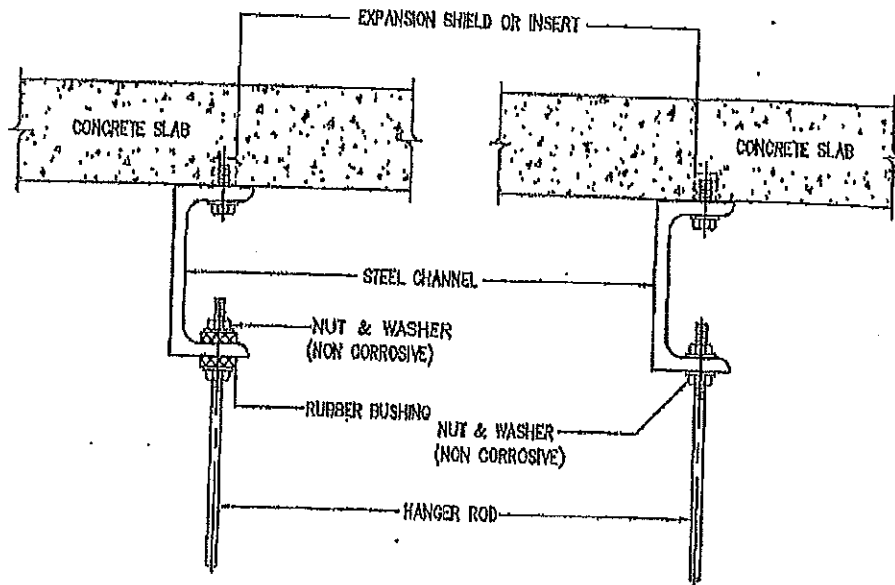 EXPANSION SHIELD OR INSERT
CONCRETE SLAB
CONCRETE SLAB
STEEL CHANNEL
NUT & WASHER
(NON CORROSIVE)
RUBBER BUSHING
NUT & WASHER
(NON CORROSIVE)
HANGER ROD